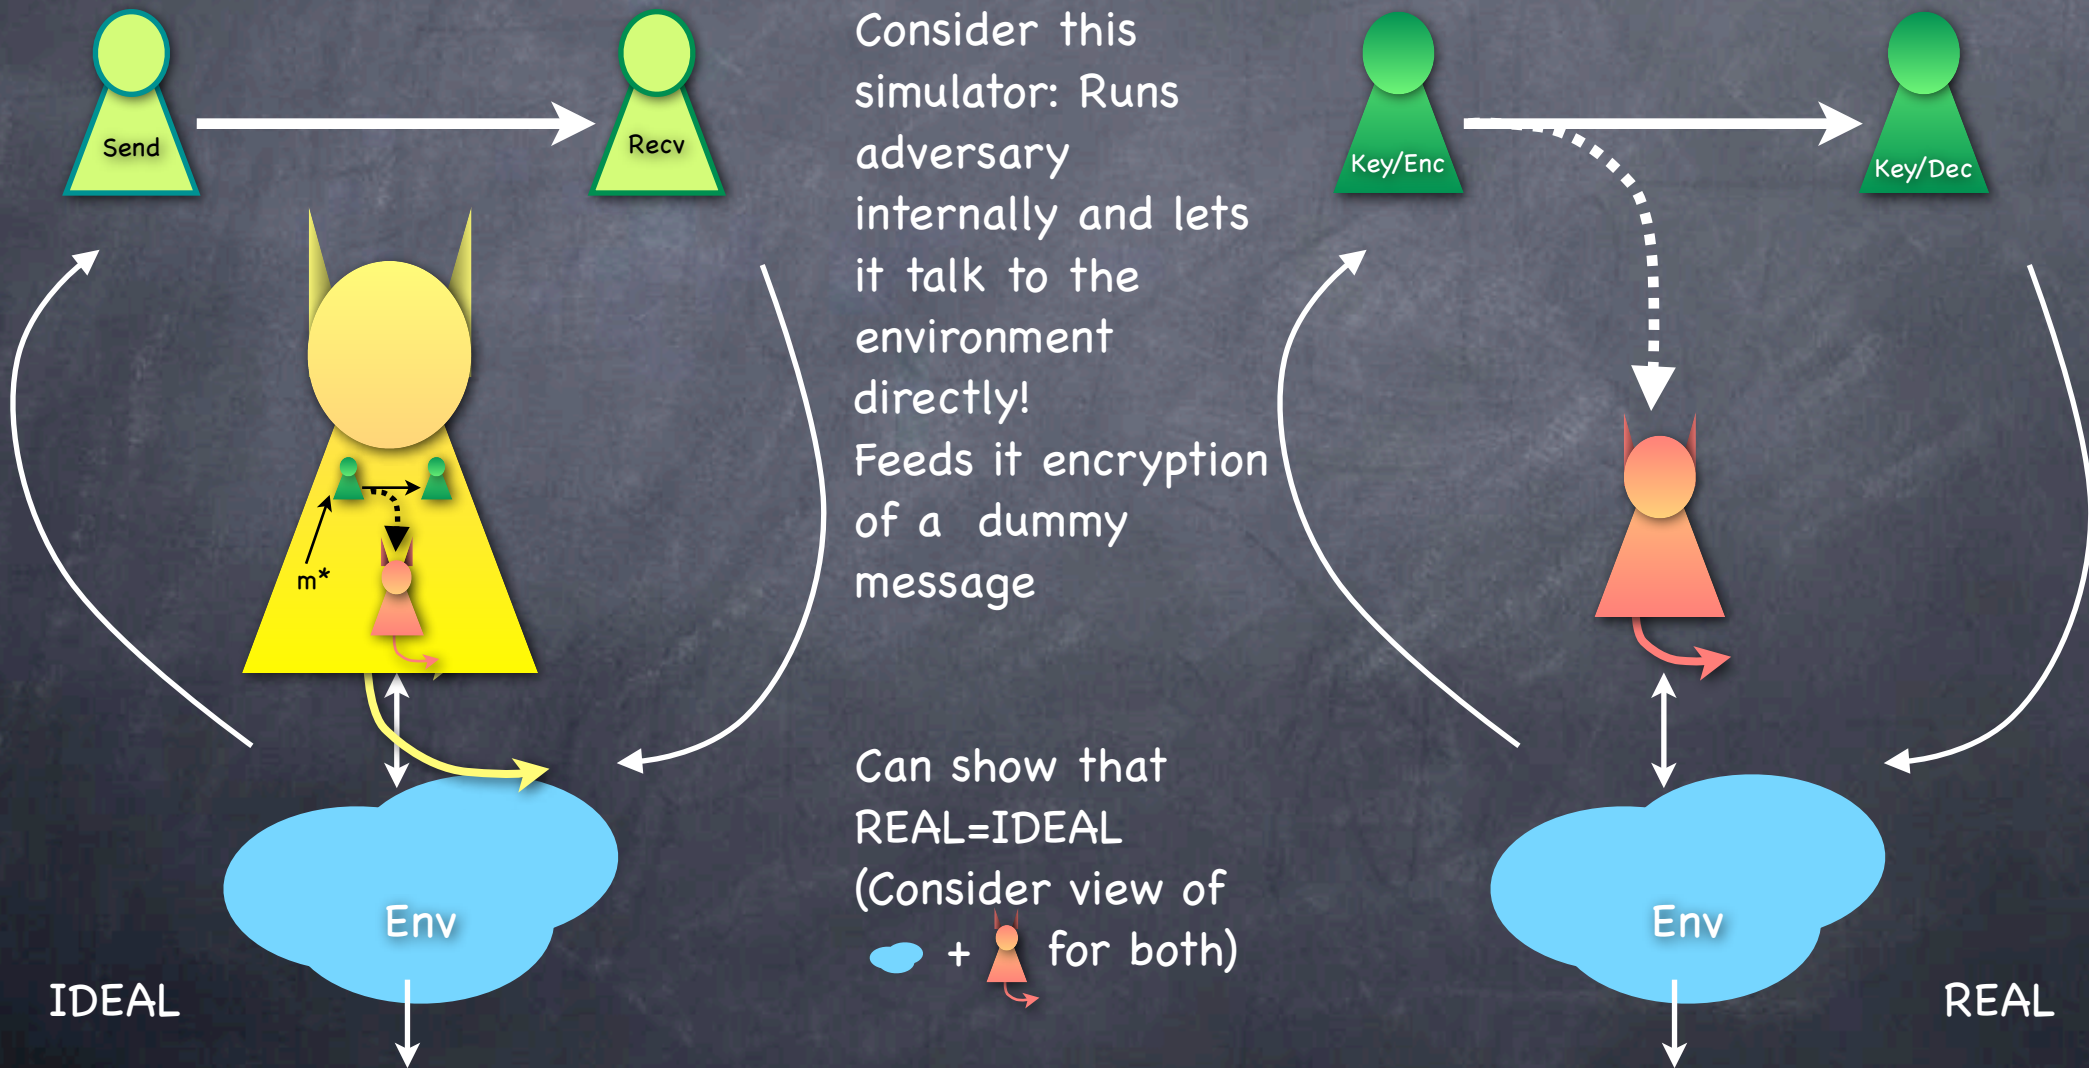 Send
Recv
m*
Env
IDEAL
Consider this
simulator: Runs
adversary
internally and lets
it talk to the
environment
directly!
Feeds it encryption
of a dummy
message
Can show that
REAL=IDEAL
(Consider view of
+ for both)
Key/Enc
Key/Dec
Env
REAL